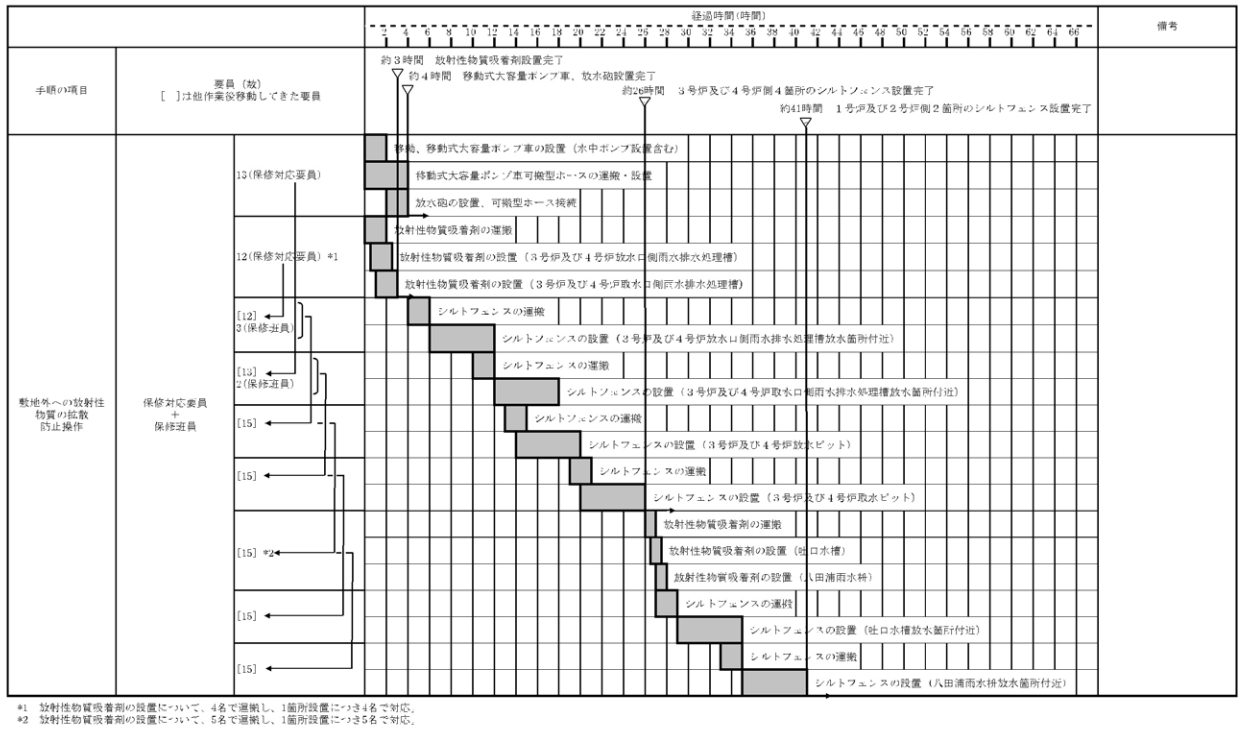 経過時間(時間)
備考
2 4 6 8 10 12 14 16 18 20 22 24 26 28 30 32 34 36 38 40 42 44 46 48 50 52 54 56 58 60 62 64 66
手順の項目
要員（数）
[　]は他作業後移動してきた要員
約３時間　放射性物質吸着剤設置完了
約４時間　移動式大容量ポンプ車、放水砲設置完了
約26時間　３号炉及び４号炉側４箇所のシルトフェンス設置完了
約41時間　１号炉及び２号炉側２箇所のシルトフェンス設置完了
敷地外への放射性
物質の拡散
防止操作
保修対応要員
＋
保修班員
13(保修対応要員)
移動、移動式大容量ポンプ車の設置（水中ポンプ設置含む）
移動式大容量ポンプ車可搬型ホースの運搬・設置
放水砲の設置、可搬型ホース接続
12(保修対応要員) *1
放射性物質吸着剤の運搬
放射性物質吸着剤の設置（３号炉及び４号炉放水口側雨水排水処理槽）
放射性物質吸着剤の設置（３号炉及び４号炉取水口側雨水排水処理槽）
[12]
3(保修班員)
シルトフェンスの運搬
シルトフェンスの設置（３号炉及び４号炉放水口側雨水排水処理槽放水箇所付近）
[13]
2(保修班員)
シルトフェンスの運搬
シルトフェンスの設置（３号炉及び４号炉取水口側雨水排水処理槽放水箇所付近）
[15]
シルトフェンスの運搬
シルトフェンスの設置（３号炉及び４号炉放水ピット）
[15]
シルトフェンスの運搬
シルトフェンスの設置（３号炉及び４号炉取水ピット）
[15] *2
放射性物質吸着剤の運搬
放射性物質吸着剤の設置（吐口水槽）
放射性物質吸着剤の設置（八田浦雨水枡）
[15]
シルトフェンスの運搬
シルトフェンスの設置（吐口水槽放水箇所付近）
[15]
シルトフェンスの運搬
シルトフェンスの設置（八田浦雨水枡放水箇所付近）
*1　放射性物質吸着剤の設置について、4名で運搬し、1箇所設置につき4名で対応。
*2　放射性物質吸着剤の設置について、5名で運搬し、1箇所設置につき5名で対応。